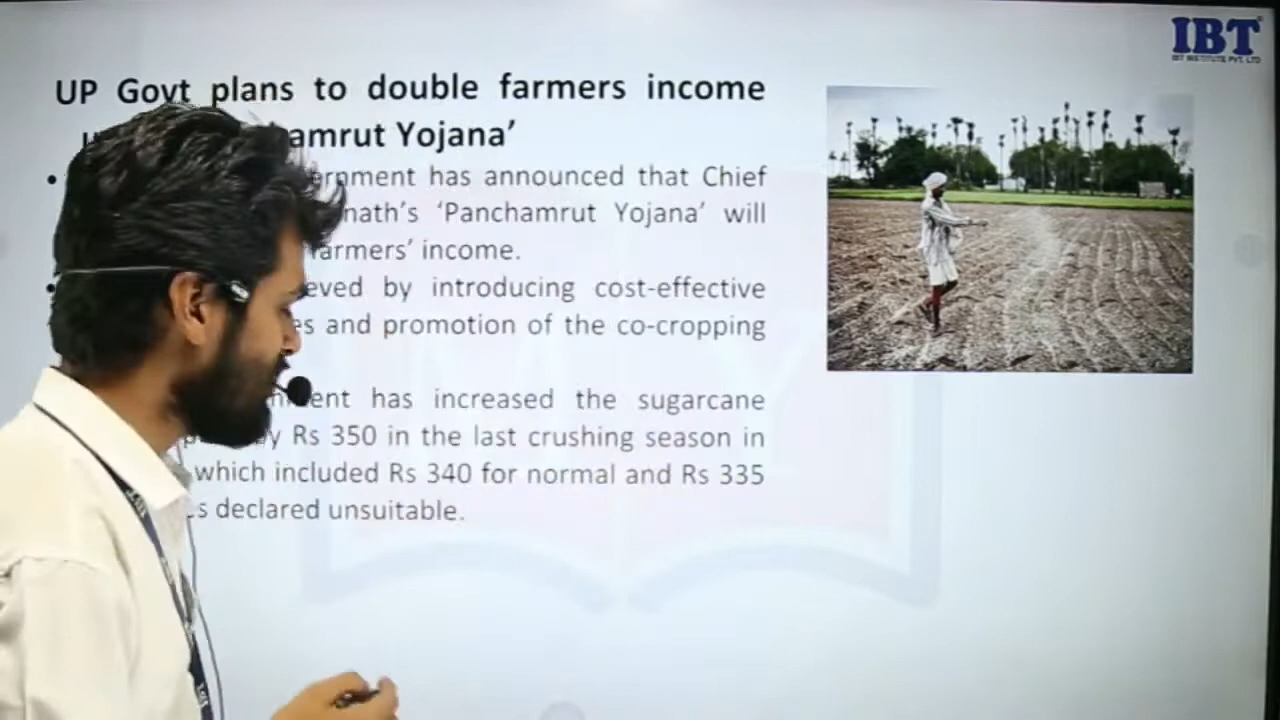 IBT
IBT INSTITUTE PVT. LTD
UP Govt plans to double farmers income
amrut Yojana’
ernment has announced that Chief
nath’s ‘Panchamrut Yojana’ will
farmers’ income.
eved by introducing cost-effective
es and promotion of the co-cropping
ent has increased the sugarcane
by Rs 350 in the last crushing season in
which included Rs 340 for normal and Rs 335
s declared unsuitable.